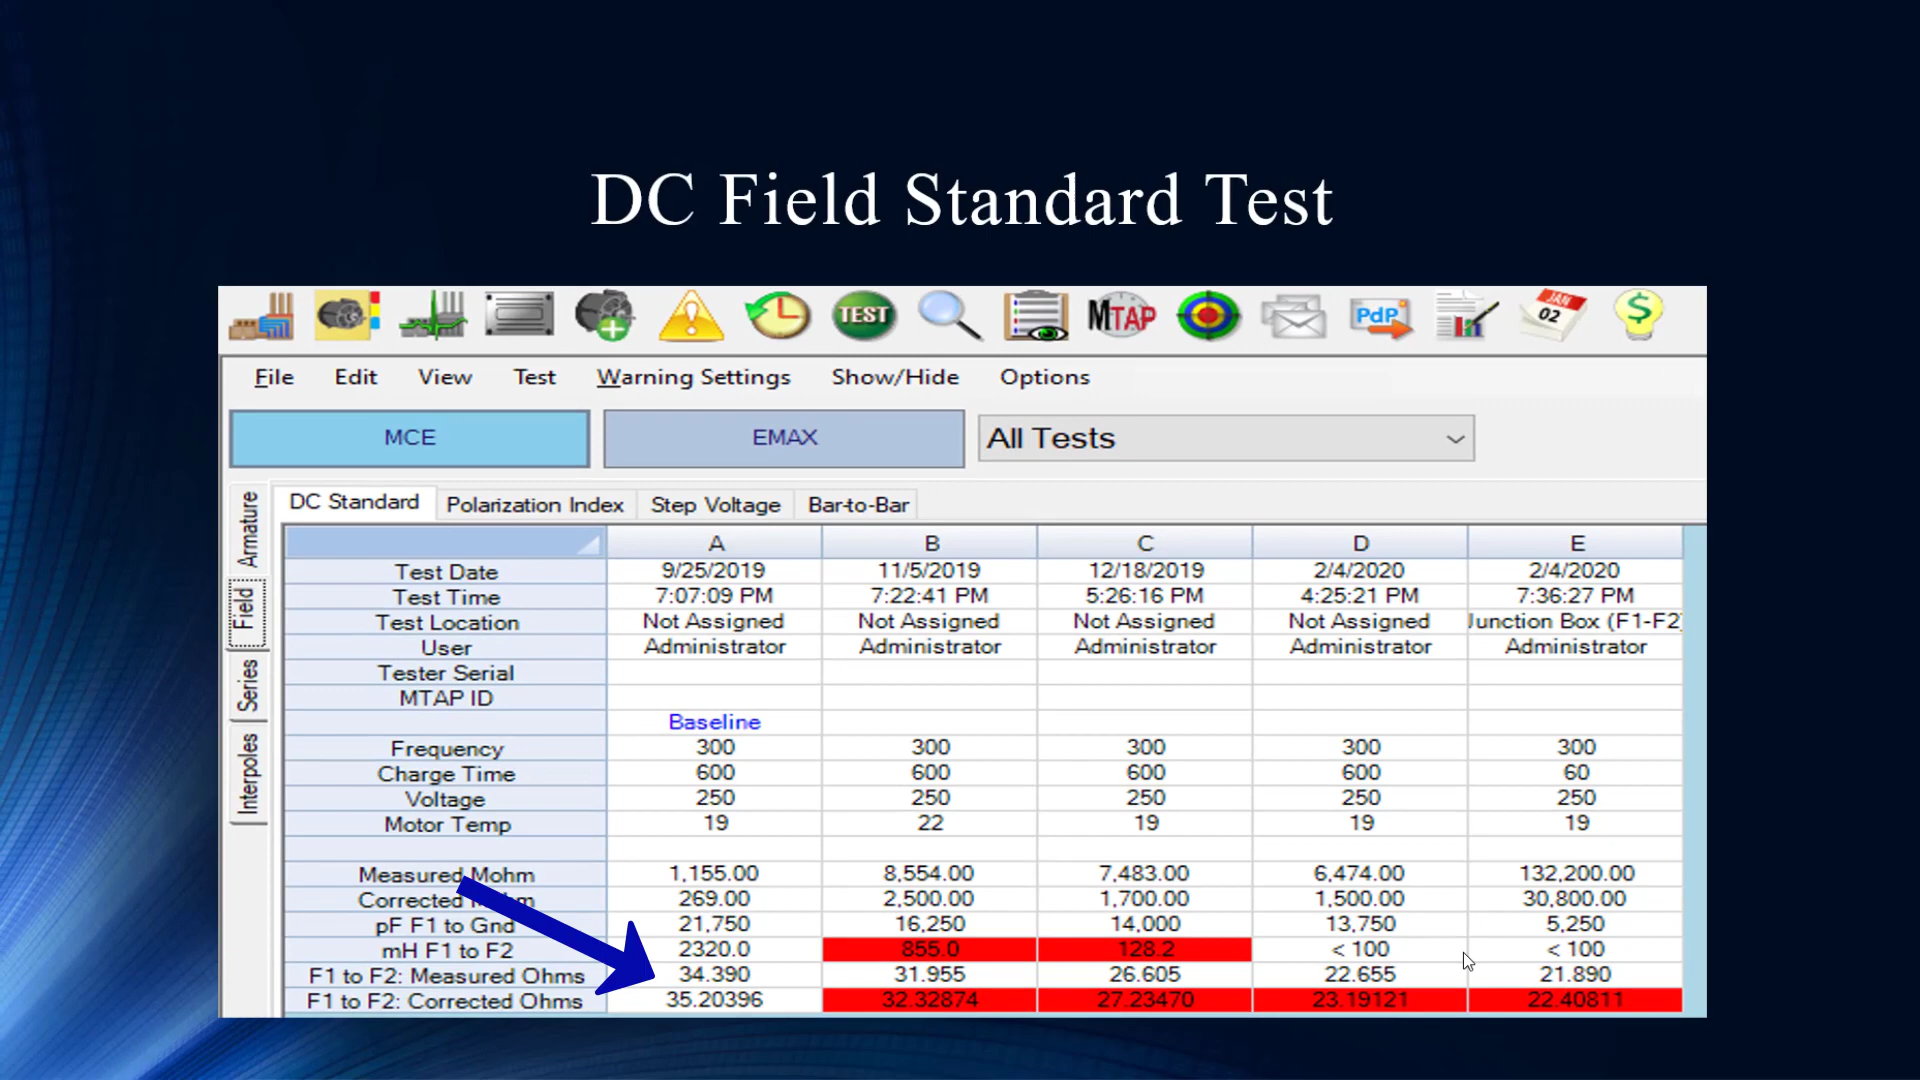 DC Field Standard Test
TEST MTAP PdP JAN 02 $
File Edit View Test Warning Settings Show/Hide Options
MCE EMAX All Tests
Armature
Field
Series
Interpoles
DC Standard Polarization Index Step Voltage Bar-to-Bar
A B C D E
Test Date 9/25/2019 11/5/2019 12/18/2019 2/4/2020 2/4/2020
Test Time 7:07:09 PM 7:22:41 PM 5:26:16 PM 4:25:21 PM 7:36:27 PM
Test Location Not Assigned Not Assigned Not Assigned Not Assigned Junction Box (F1-F2)
User Administrator Administrator Administrator Administrator Administrator
Tester Serial
MTAP ID
Baseline
Frequency 300 300 300 300 300
Charge Time 600 600 600 600 60
Voltage 250 250 250 250 250
Motor Temp 19 22 19 19 19
Measured Mohm 1,155.00 8,554.00 7,483.00 6,474.00 132,200.00
Corrected Mohm 269.00 2,500.00 1,700.00 1,500.00 30,800.00
pF F1 to Gnd 21,750 16,250 14,000 13,750 5,250
mH F1 to F2 2320.0 855.0 128.2 < 100 < 100
F1 to F2: Measured Ohms 34.390 31.955 26.605 22.655 21.890
F1 to F2: Corrected Ohms 35.20396 32.32874 27.23470 23.19121 22.40811